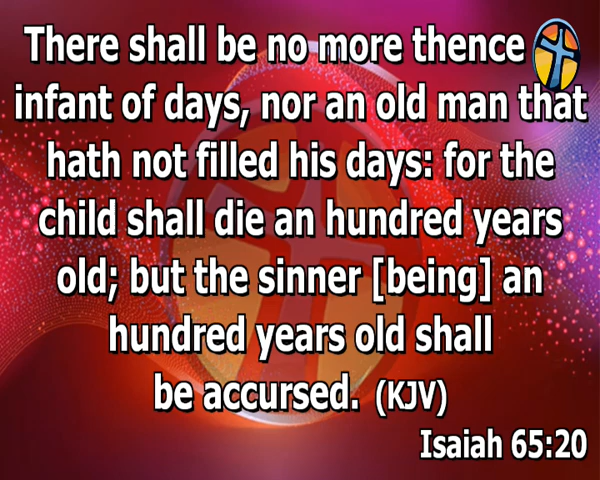 There shall be no more thence
infant of days, nor an old man that
hath not filled his days: for the
child shall die an hundred years
old; but the sinner [being] an
hundred years old shall
be accursed. (KJV)
Isaiah 65:20